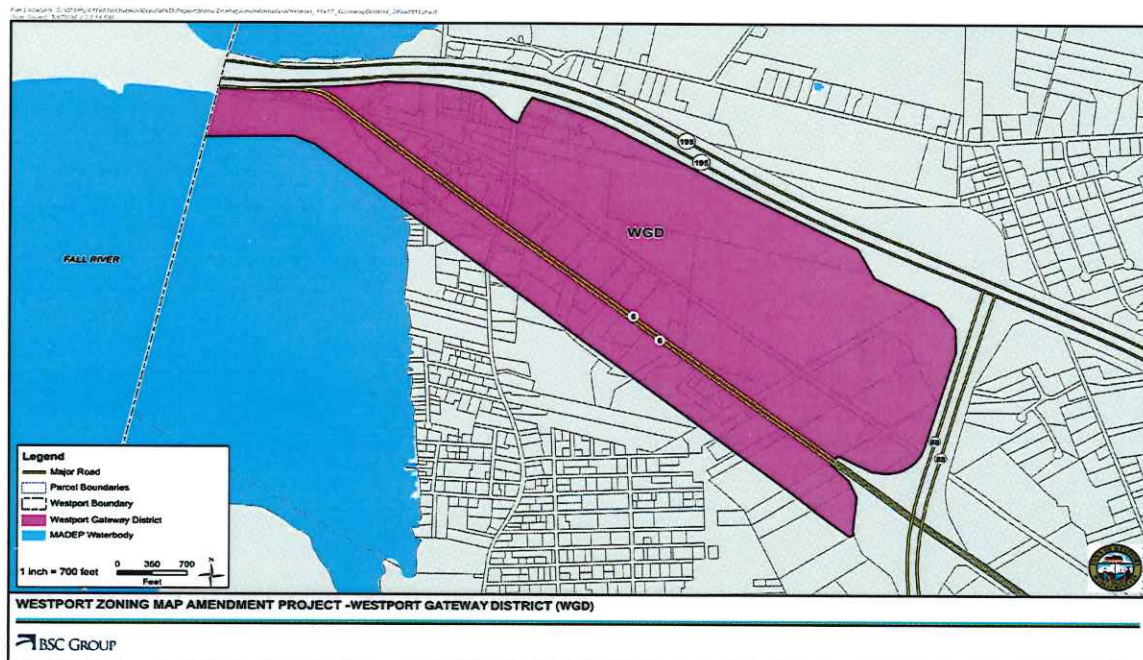 195
195
WGD
FALL RIVER
6
6
88
88
Legend
Major Road
Parcel Boundaries
Westport Boundary
Westport Gateway District
MADEP Waterbody
1 inch = 700 feet
0 350 700
Feet
N
WESTPORT ZONING MAP AMENDMENT PROJECT -WESTPORT GATEWAY DISTRICT (WGD)
BSC GROUP